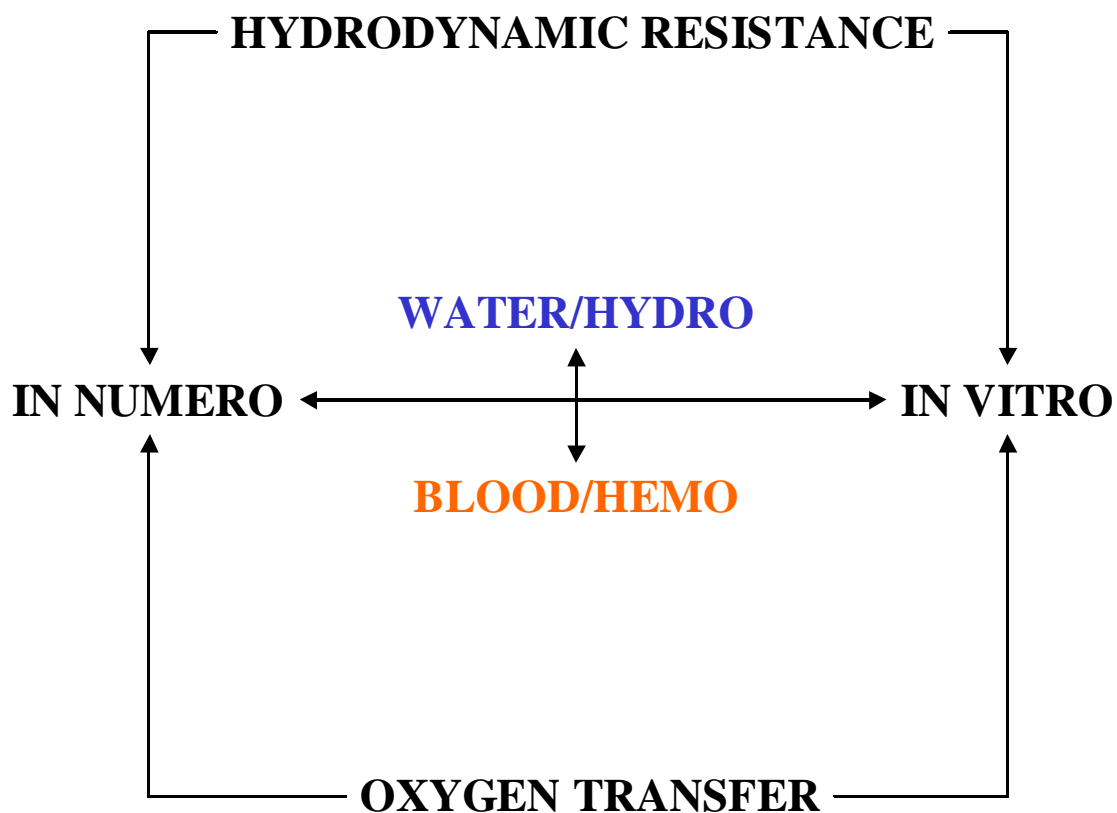 HYDRODYNAMIC RESISTANCE
WATER/HYDRO
IN NUMERO
IN VITRO
BLOOD/HEMO
OXYGEN TRANSFER